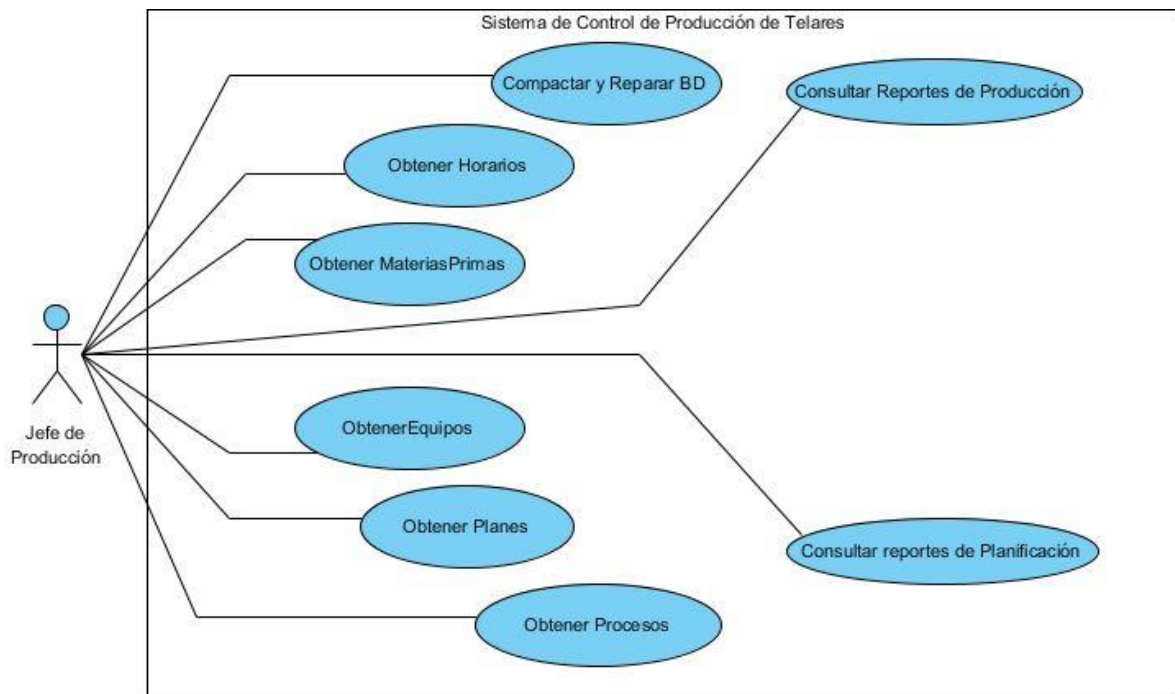 Sistema de Control de Producción de Telares
Compactar y Reparar BD
Consultar Reportes de Producción
Obtener Horarios
Obtener MateriasPrimas
Jefe de
Producción
ObtenerEquipos
Obtener Planes
Consultar reportes de Planificación
Obtener Procesos